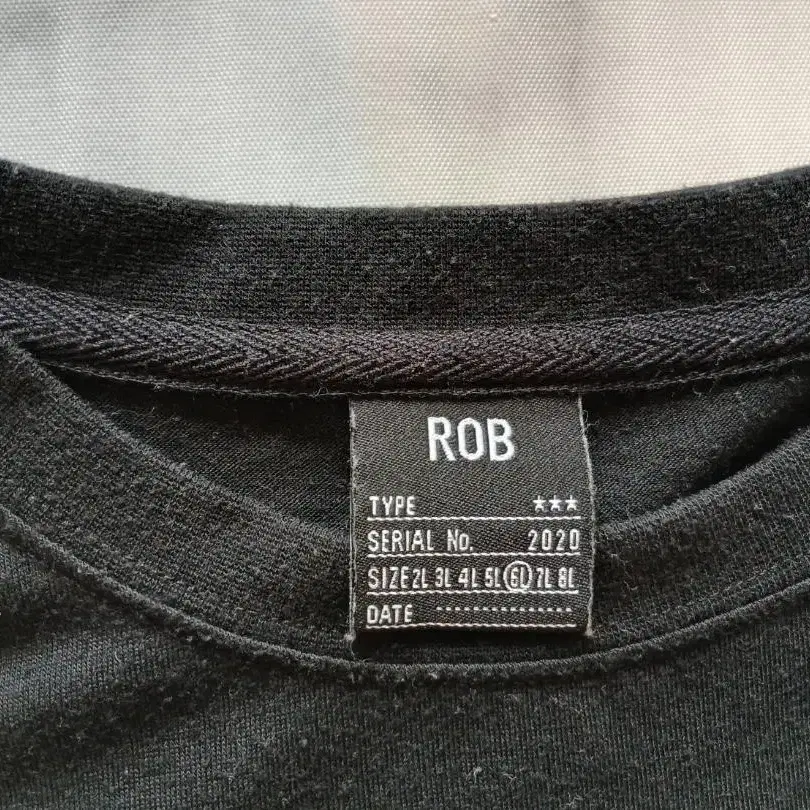 ROB
TYPE ★★★
SERIAL No. 2020
SIZE 2L 3L 4L 5L 6L 7L 8L
DATE ------------